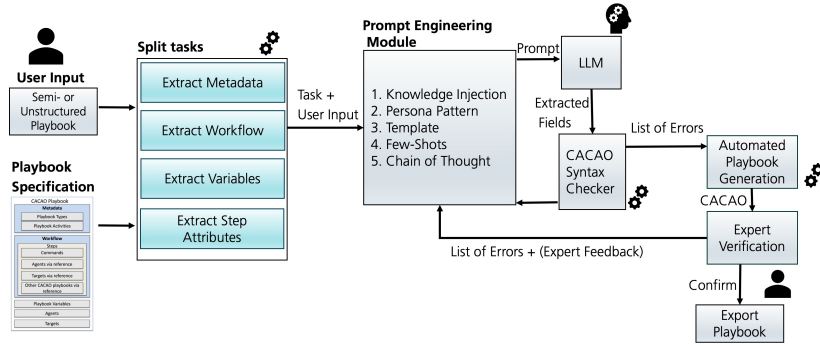 User Input
Semi- or
Unstructured
Playbook
Playbook
Specification
CACAO Playbook
Metadata
Playbook Types
Playbook Activities
Workflow
Steps
Commands
Agents via reference
Targets via reference
Other CACAO playbooks via
reference
Playbook Variables
Agents
Targets
Split tasks
Extract Metadata
Extract Workflow
Extract Variables
Extract Step
Attributes
Task +
User Input
Prompt Engineering
Module
1. Knowledge Injection
2. Persona Pattern
3. Template
4. Few-Shots
5. Chain of Thought
Prompt
LLM
Extracted
Fields
CACAO
Syntax
Checker
List of Errors
Automated
Playbook
Generation
CACAO
Expert
Verification
List of Errors + (Expert Feedback)
Confirm
Export
Playbook